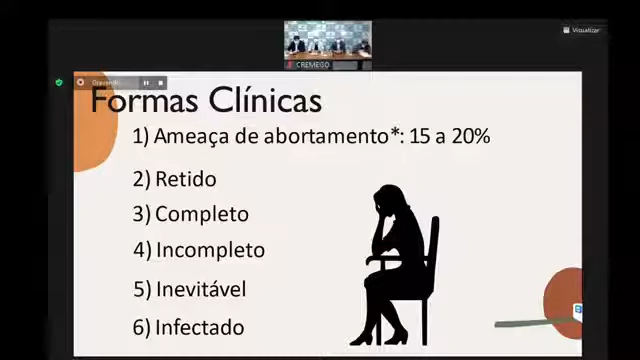 Visualizar
CREMEGO
Gravando
Formas Clínicas
1) Ameaça de abortamento*: 15 a 20%
2) Retido
3) Completo
4) Incompleto
5) Inevitável
6) Infectado